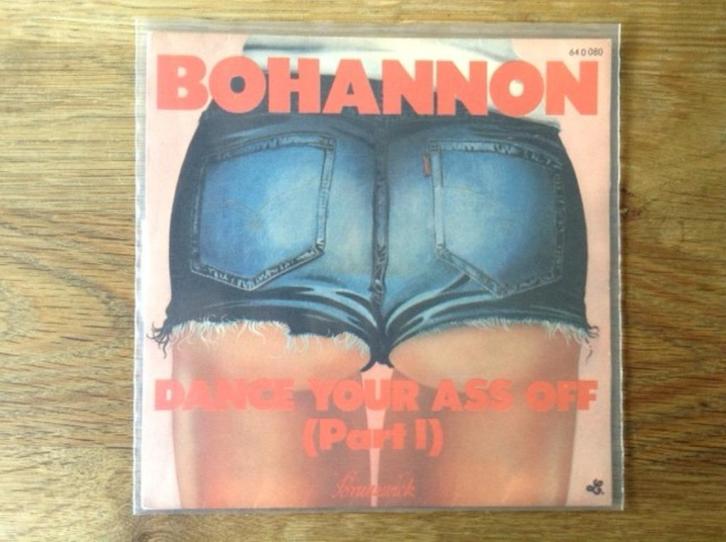 64 0 080
BOHANNON
DANCE YOUR ASS OFF
(Part I)
Brunswick